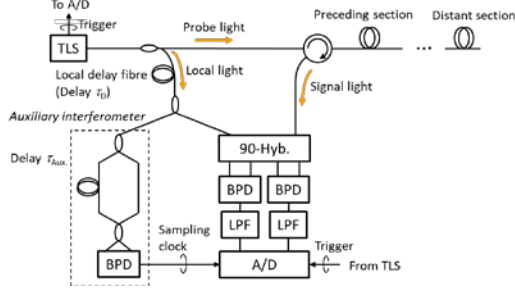 To A/D
Trigger
TLS
Probe light
Preceding section
Distant section
...
Local delay fibre
(Delay τD)
Local light
Signal light
Auxiliary interferometer
90-Hyb.
Delay τAux.
BPD
BPD
LPF
LPF
Sampling
clock
Trigger
BPD
A/D
From TLS